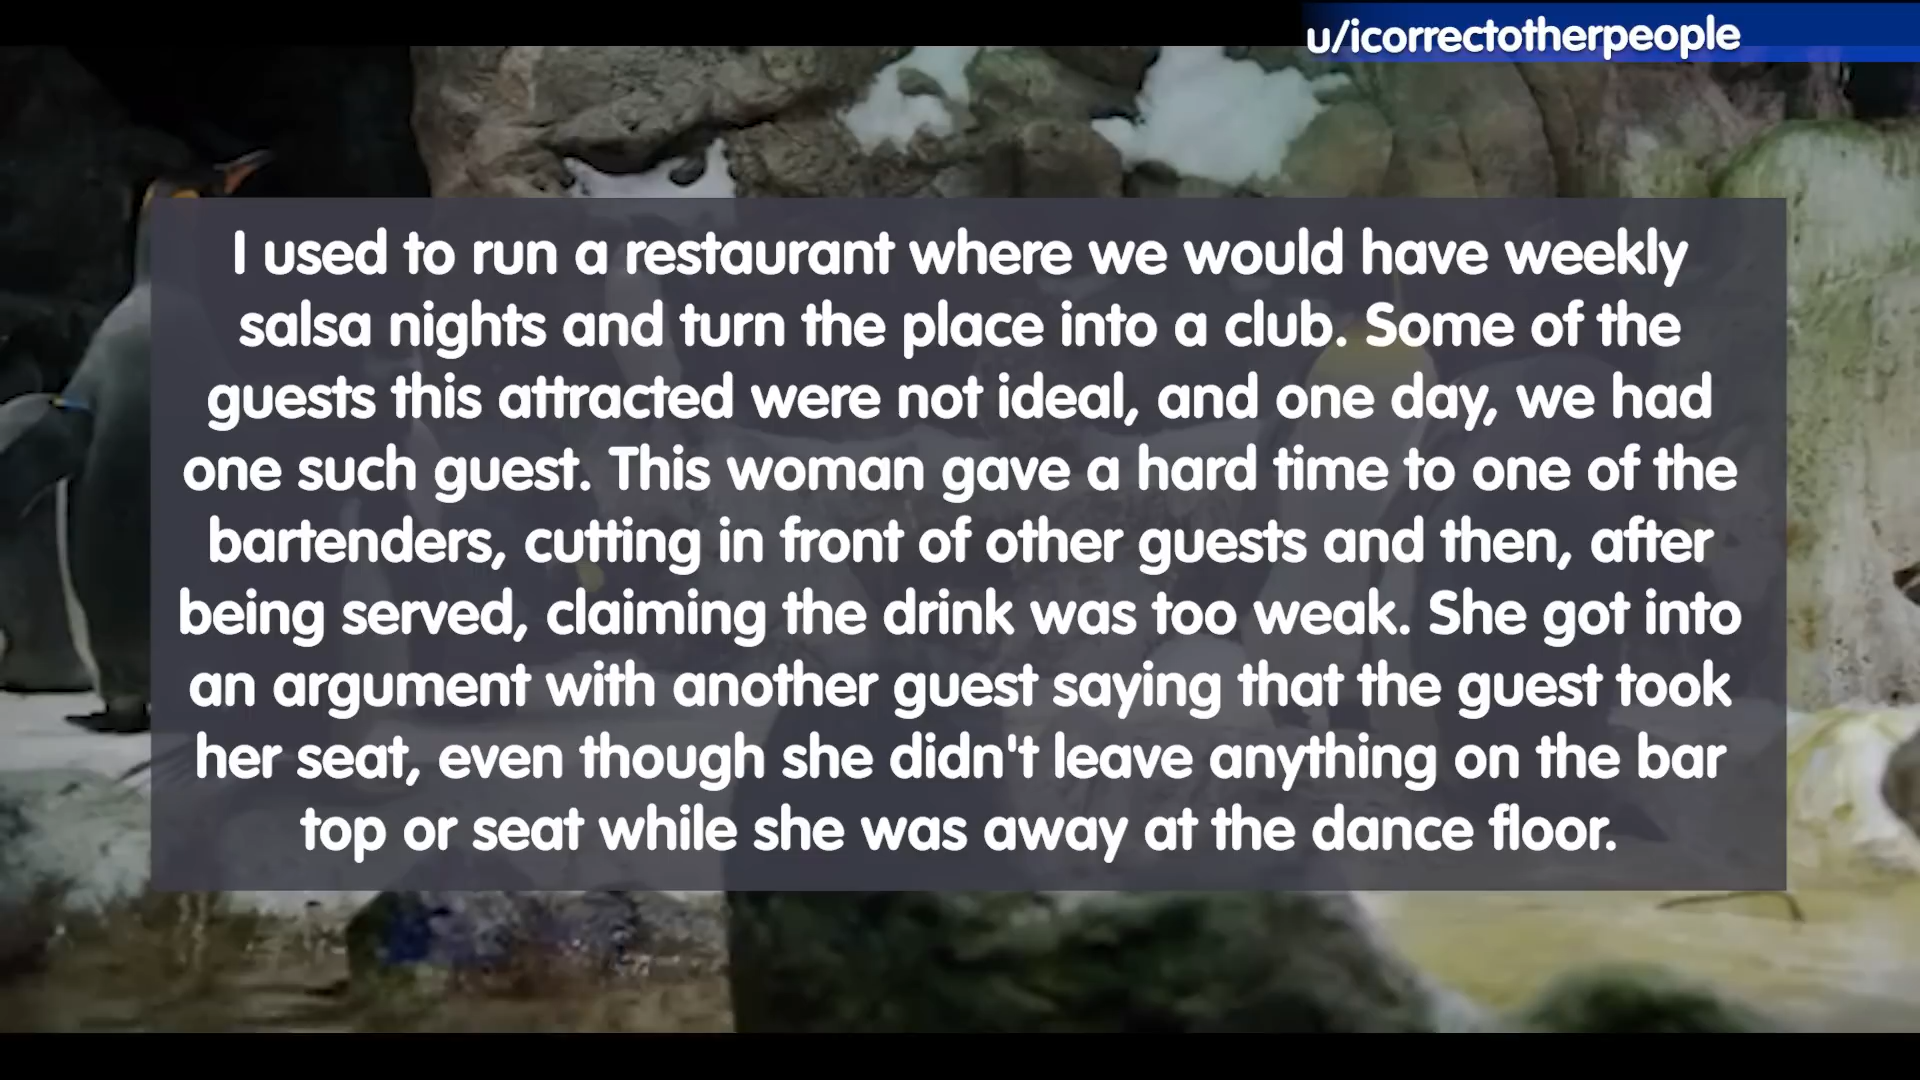 u/icorrectotherpeople
I used to run a restaurant where we would have weekly
salsa nights and turn the place into a club. Some of the
guests this attracted were not ideal, and one day, we had
one such guest. This woman gave a hard time to one of the
bartenders, cutting in front of other guests and then, after
being served, claiming the drink was too weak. She got into
an argument with another guest saying that the guest took
her seat, even though she didn't leave anything on the bar
top or seat while she was away at the dance floor.